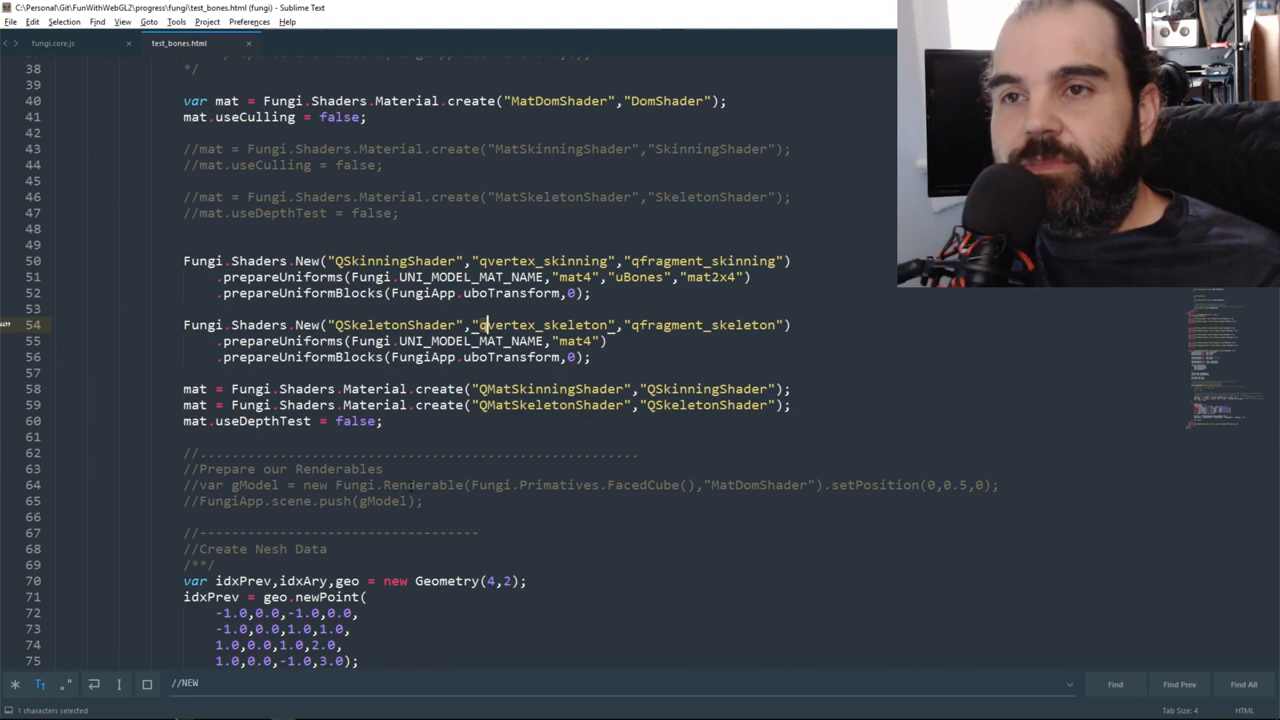 C:\Personal\Git\FunWithWebGL2\progress\fungi\test_bones.html (fungi) - Sublime Text
File Edit Selection Find View Goto Tools Project Preferences Help
fungi.core.js × test_bones.html ×
38 */
39
40 var mat = Fungi.Shaders.Material.create("MatDomShader","DomShader");
41 mat.useCulling = false;
42
43 //mat = Fungi.Shaders.Material.create("MatSkinningShader","SkinningShader");
44 //mat.useCulling = false;
45
46 //mat = Fungi.Shaders.Material.create("MatSkeletonShader","SkeletonShader");
47 //mat.useDepthTest = false;
48
49
50 Fungi.Shaders.New("QSkinningShader","qvertex_skinning","qfragment_skinning")
51 .prepareUniforms(Fungi.UNI_MODEL_MAT_NAME,"mat4","uBones","mat2x4")
52 .prepareUniformBlocks(FungiApp.uboTransform,0);
53
54 Fungi.Shaders.New("QSkeletonShader","qvertex_skeleton","qfragment_skeleton")
55 .prepareUniforms(Fungi.UNI_MODEL_MAT_NAME,"mat4")
56 .prepareUniformBlocks(FungiApp.uboTransform,0);
57
58 mat = Fungi.Shaders.Material.create("QMatSkinningShader","QSkinningShader");
59 mat = Fungi.Shaders.Material.create("QMatSkeletonShader","QSkeletonShader");
60 mat.useDepthTest = false;
61
62 //.......................................................
63 //Prepare our Renderables
64 //var gModel = new Fungi.Renderable(Fungi.Primatives.FacedCube(),"MatDomShader").setPosition(0,0.5,0);
65 //FungiApp.scene.push(gModel);
66
67 //-----------------------------------
68 //Create Nesh Data
69 /**/
70 var idxPrev,idxAry,geo = new Geometry(4,2);
71 idxPrev = geo.newPoint(
72 -1.0,0.0,-1.0,0.0,
73 -1.0,0.0,1.0,1.0,
74 1.0,0.0,1.0,2.0,
75 1.0,0.0,-1.0,3.0);
//NEW Find Find Prev Find All
1 characters selected Tab Size: 4 HTML